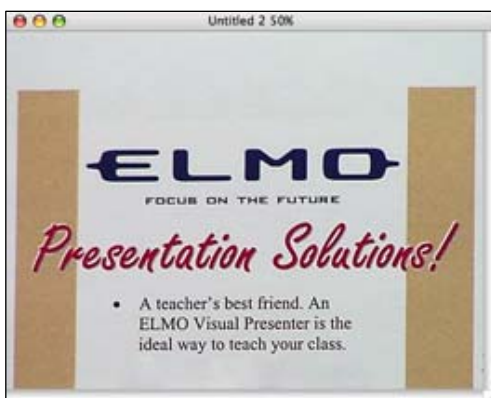 Untitled 2 50%
ELMO
FOCUS ON THE FUTURE
Presentation Solutions!
• A teacher's best friend. An
ELMO Visual Presenter is the
ideal way to teach your class.